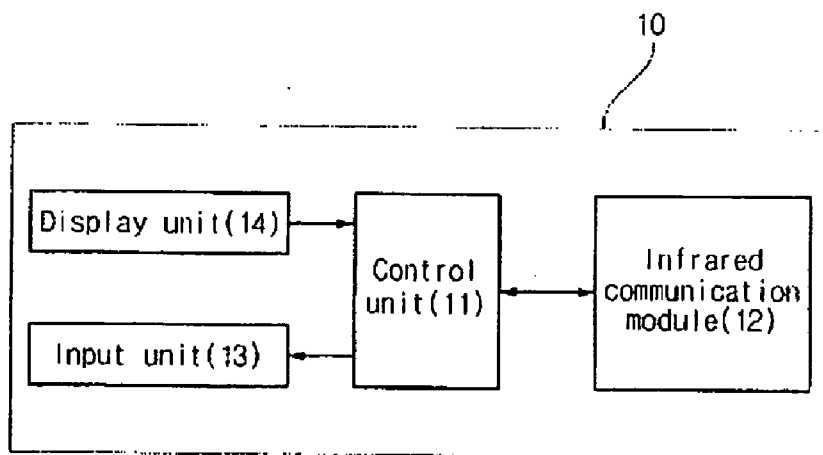 10
Display unit(14)
Control
unit(11)
Infrared
communication
module(12)
Input unit(13)